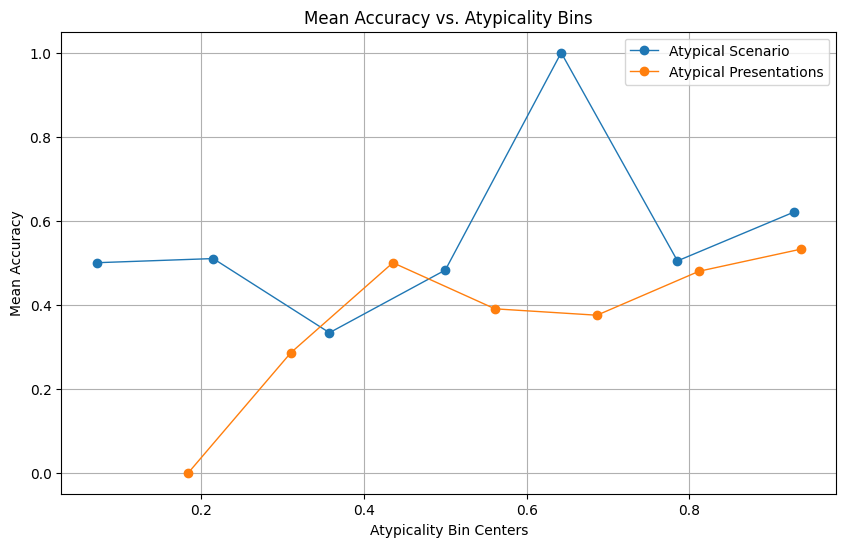 Mean Accuracy vs. Atypicality Bins
Atypical Scenario
Atypical Presentations
Mean Accuracy
1.0
0.8
0.6
0.4
0.2
0.0
0.2 0.4 0.6 0.8
Atypicality Bin Centers